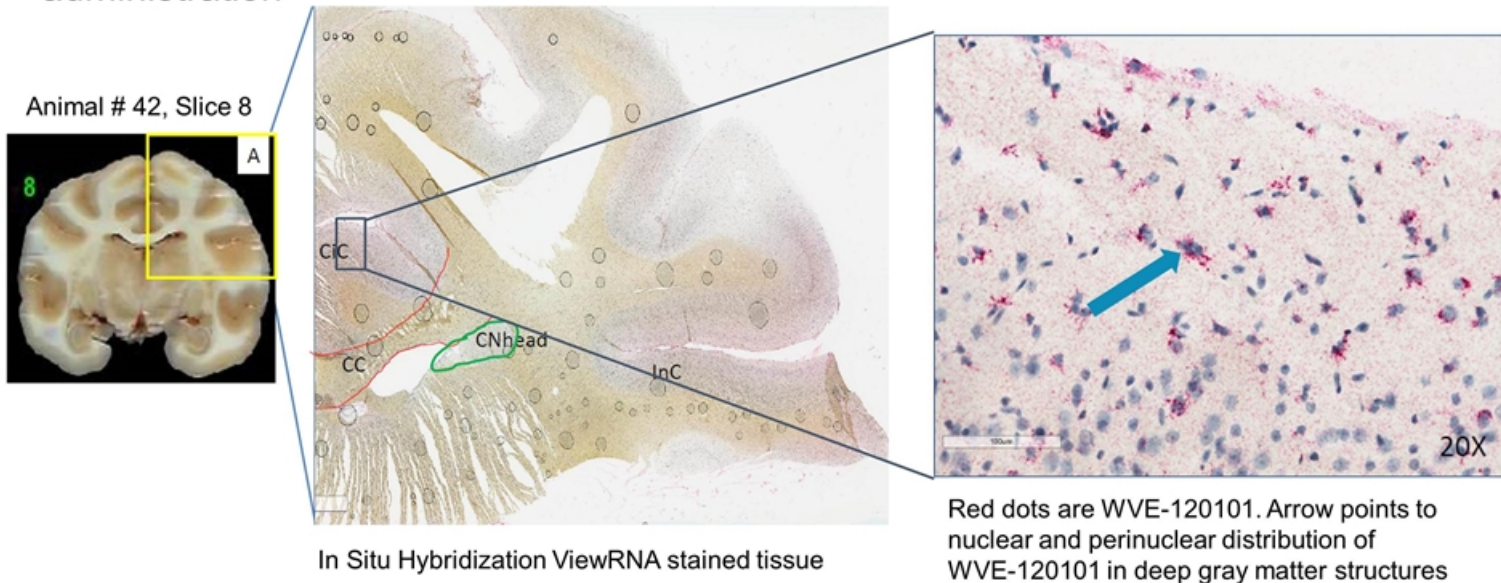 Animal # 42, Slice 8
A
8
CiC
CC
CNhead
InC
100um
20X
In Situ Hybridization ViewRNA stained tissue
Red dots are WVE-120101. Arrow points to
nuclear and perinuclear distribution of
WVE-120101 in deep gray matter structures